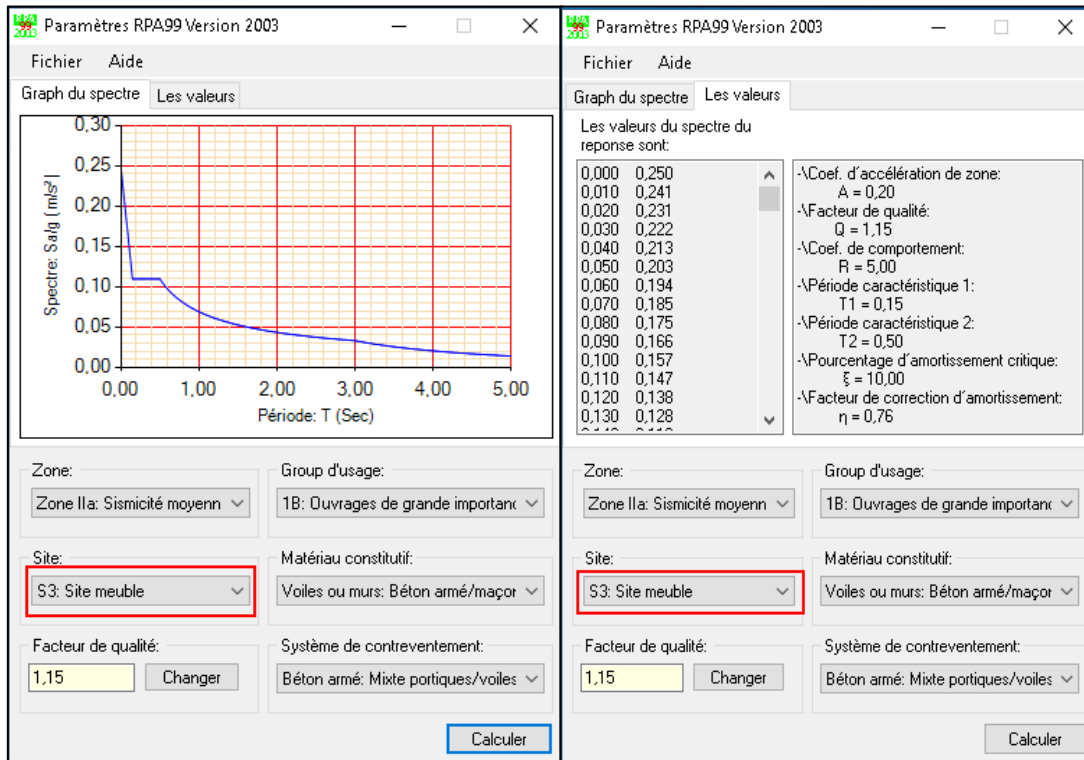 Paramètres RPA99 Version 2003
Fichier Aide
Graph du spectre Les valeurs
Spectre: Sa/g ( m/s²)
0,30
0,25
0,20
0,15
0,10
0,05
0,00
0,00 1,00 2,00 3,00 4,00 5,00
Période: T (Sec)
Zone: Group d'usage:
Zone IIa: Sismicité moyenn 1B: Ouvrages de grande importanc
Site: Matériau constitutif:
S3: Site meuble Voiles ou murs: Béton armé/maçor
Facteur de qualité: Système de contreventement:
1,15 Changer Béton armé: Mixte portiques/voiles
Calculer
Paramètres RPA99 Version 2003
Fichier Aide
Graph du spectre Les valeurs
Les valeurs du spectre du
reponse sont:
0,000 0,250
0,010 0,241
0,020 0,231
0,030 0,222
0,040 0,213
0,050 0,203
0,060 0,194
0,070 0,185
0,080 0,175
0,090 0,166
0,100 0,157
0,110 0,147
0,120 0,138
0,130 0,128
-\Coef. d´accélération de zone:
A = 0,20
-\Facteur de qualité:
Q = 1,15
-\Coef. de comportement:
R = 5,00
-\Période caractéristique 1:
T1 = 0,15
-\Période caractéristique 2:
T2 = 0,50
-\Pourcentage d´amortissement critique:
ξ = 10,00
-\Facteur de correction d´amortissement:
η = 0,76
Zone: Group d'usage:
Zone IIa: Sismicité moyenn 1B: Ouvrages de grande importanc
Site: Matériau constitutif:
S3: Site meuble Voiles ou murs: Béton armé/maçor
Facteur de qualité: Système de contreventement:
1,15 Changer Béton armé: Mixte portiques/voiles
Calculer